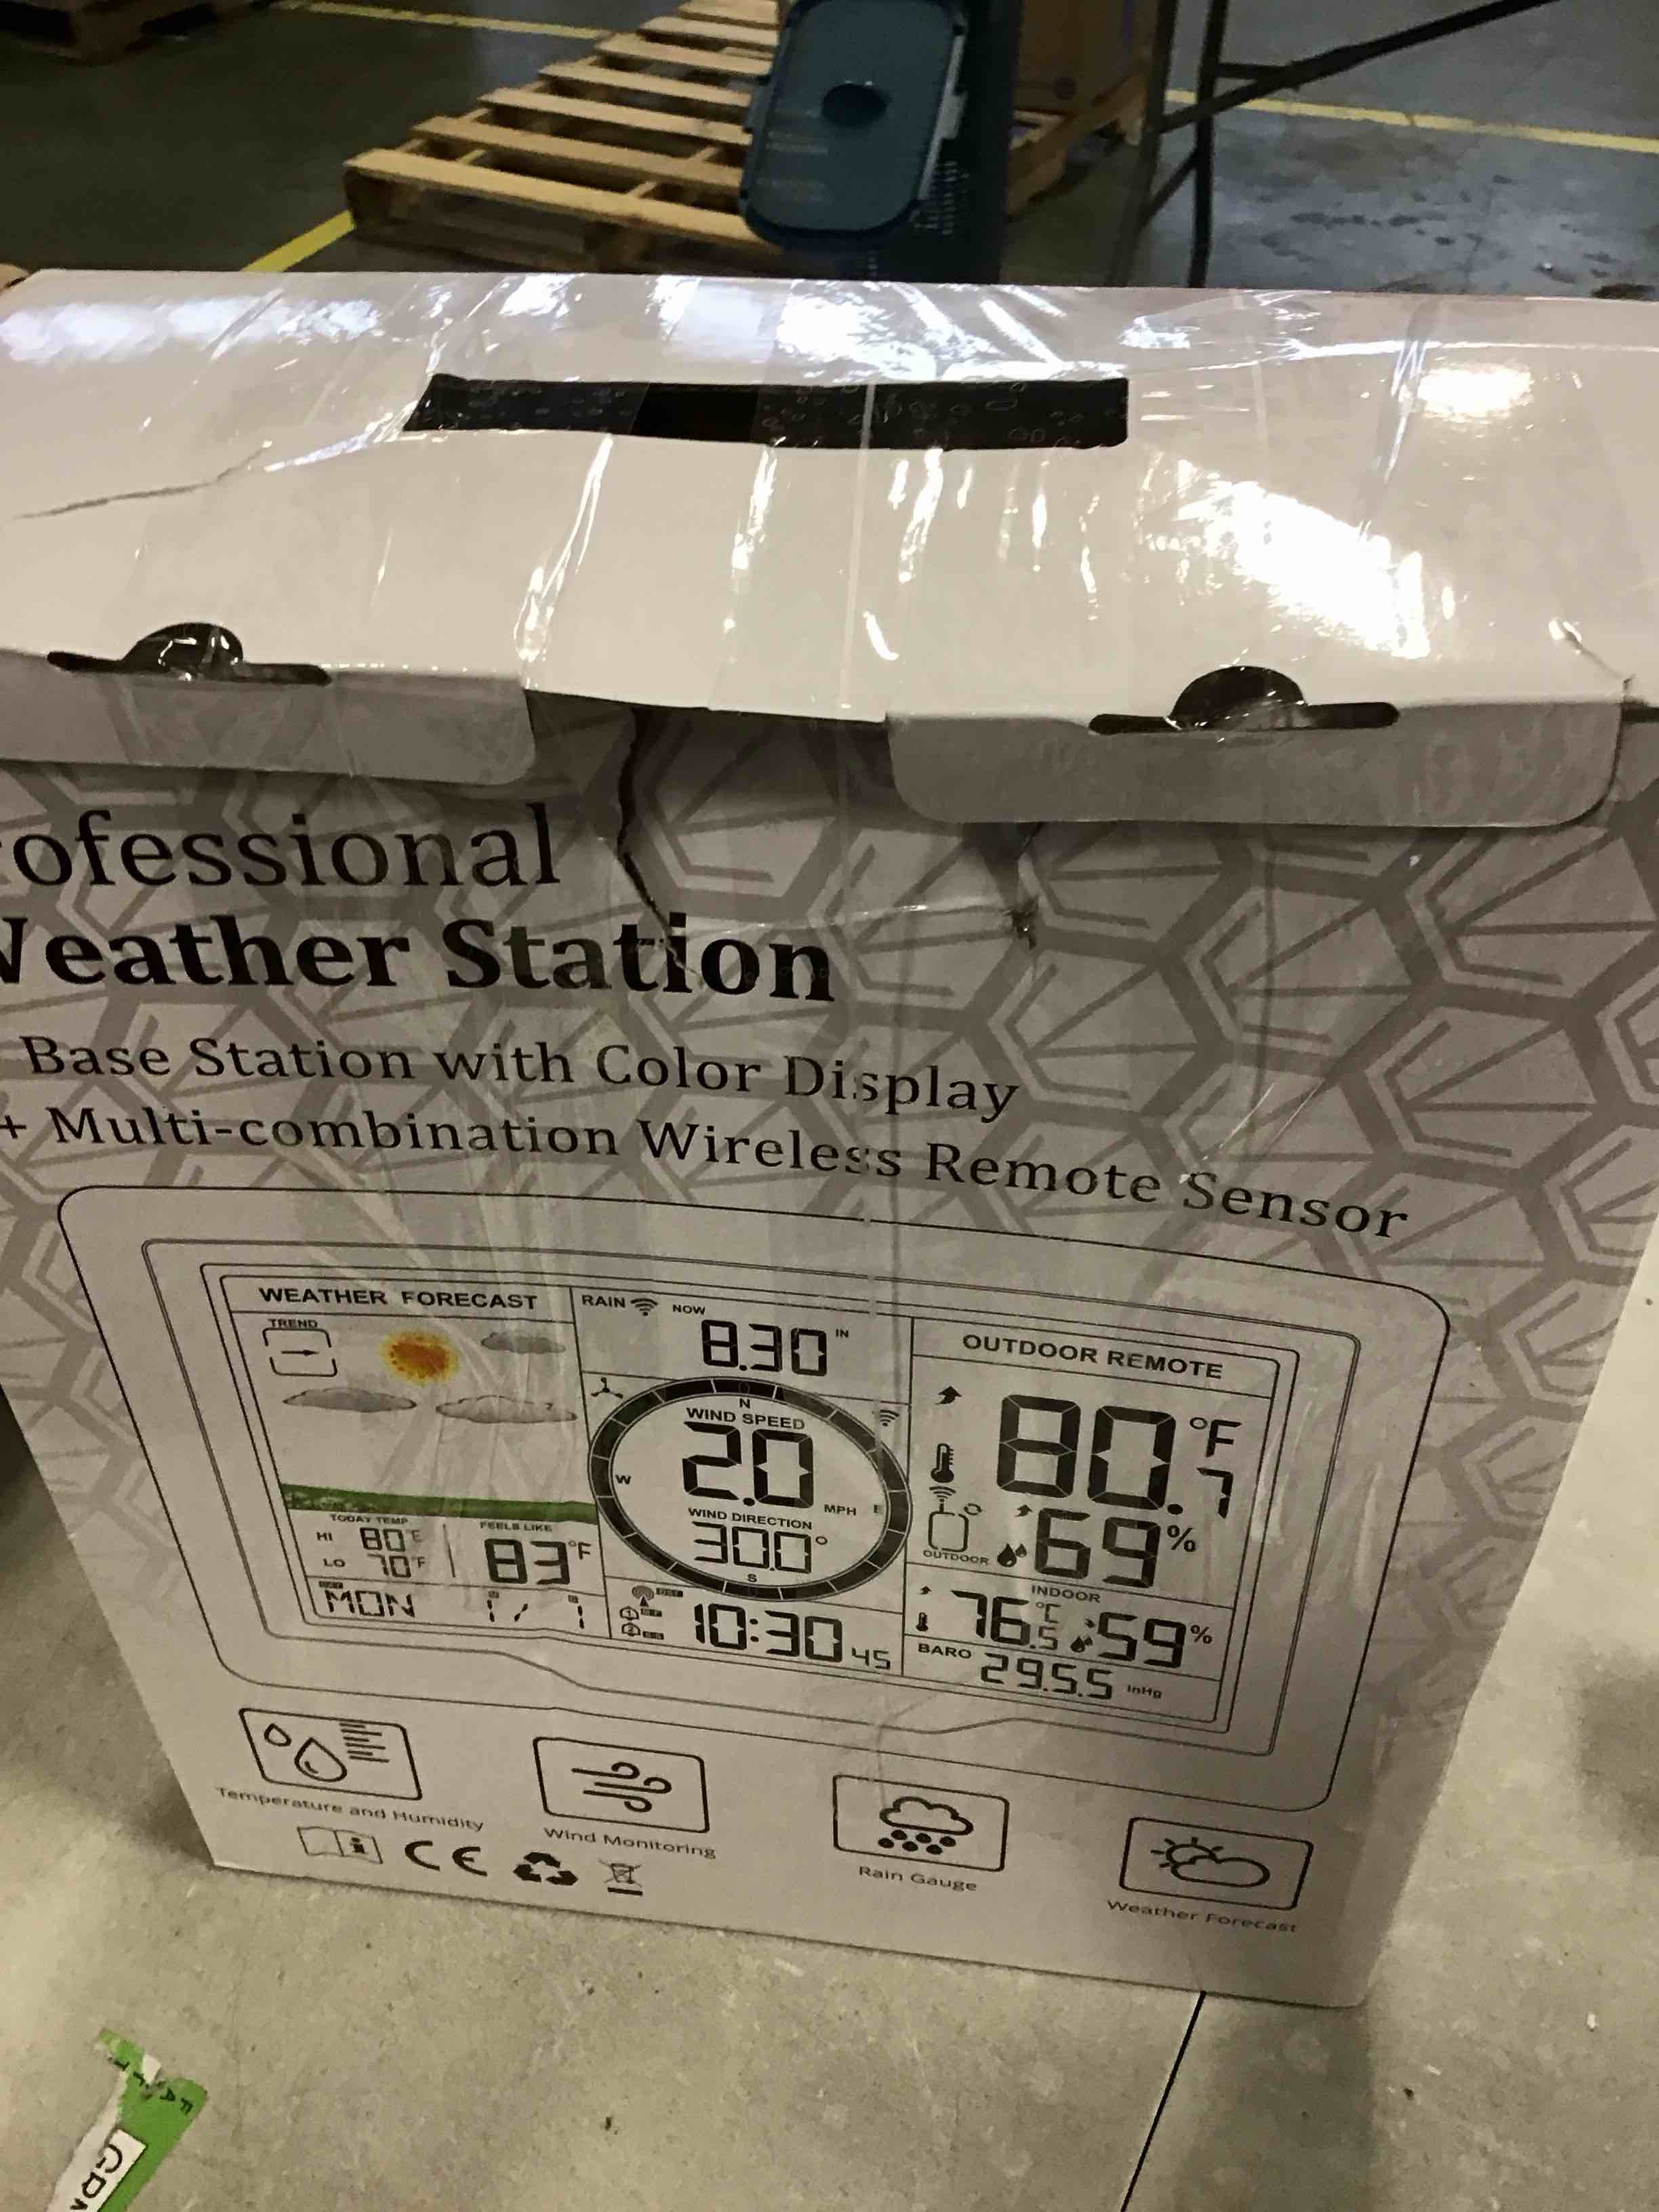 ofessional
Weather Station
Base Station with Color Display
+ Multi-combination Wireless Remote Sensor
WEATHER FORECAST
TREND
RAIN NOW
8.30 IN
N
WIND SPEED
2.0 MPH
W E
WIND DIRECTION
300°
S
OUTDOOR REMOTE
80.7 °F
OUTDOOR
69%
TODAY TEMP
HI 80°F
LO 70°F
FEELS LIKE
83°F
MON 1/ 1
10:30 45
INDOOR
76.5 °C 59%
BARO 29.5.5 inHg
Temperature and Humidity
Wind Monitoring
Rain Gauge
Weather Forecast
CE